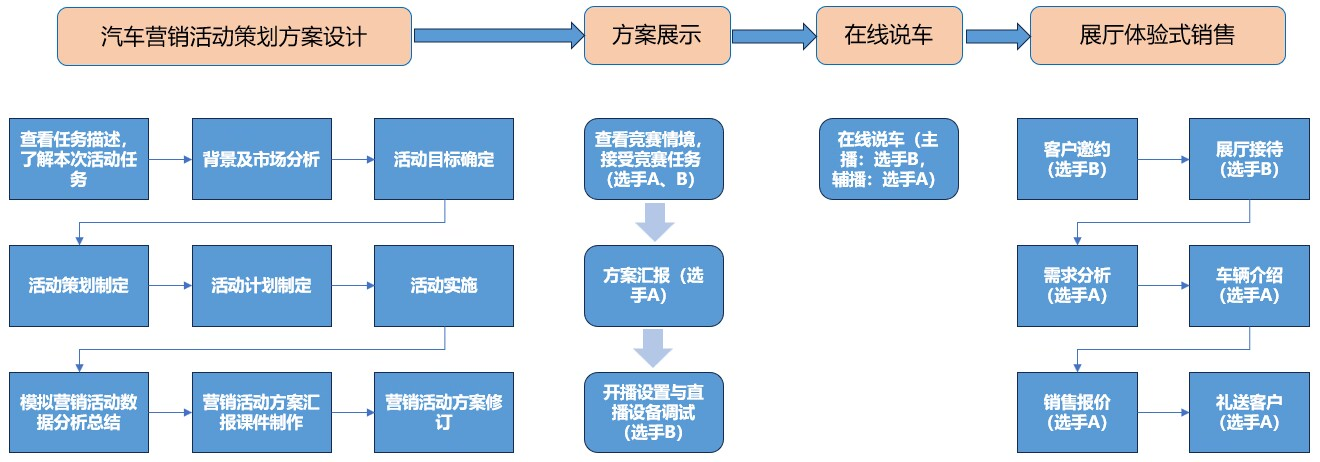 汽车营销活动策划方案设计
方案展示
在线说车
展厅体验式销售
查看任务描述，
了解本次活动任
务
背景及市场分析
活动目标确定
活动策划制定
活动计划制定
活动实施
模拟营销活动数
据分析总结
营销活动方案汇
报课件制作
营销活动方案修
订
查看竞赛情境，
接受竞赛任务
（选手A、B）
方案汇报（选
手A）
开播设置与直
播设备调试
（选手B）
在线说车（主
播：选手B，
辅播：选手A）
客户邀约
（选手B）
展厅接待
（选手B）
需求分析
（选手A）
车辆介绍
（选手A）
销售报价
（选手A）
礼送客户
（选手A）